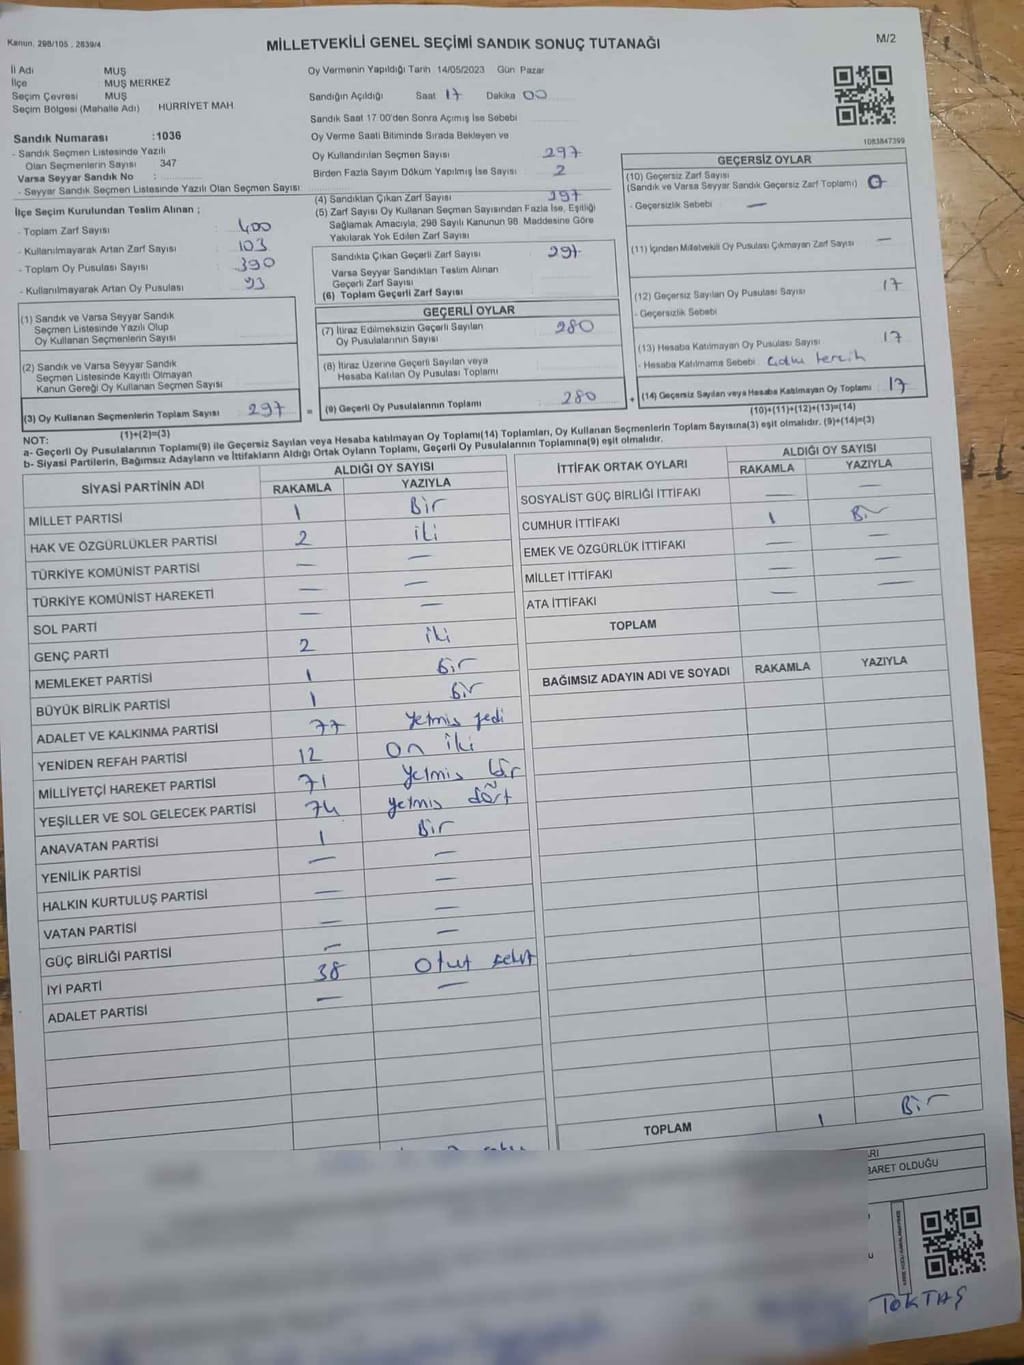 Kanun, 298/105 , 2839/4
MİLLETVEKİLİ GENEL SEÇİMİ SANDIK SONUÇ TUTANAĞI
M/2
İl Adı MUŞ
İlçe MUŞ MERKEZ
Seçim Çevresi MUŞ
Seçim Bölgesi (Mahalle Adı) HÜRRİYET MAH.
Sandık Numarası :1036
- Sandık Seçmen Listesinde Yazılı
Olan Seçmenlerin Sayısı 347
Varsa Seyyar Sandık No :
- Seyyar Sandık Seçmen Listesinde Yazılı Olan Seçmen Sayısı
İlçe Seçim Kurulundan Teslim Alınan ;
- Toplam Zarf Sayısı : 400
- Kullanılmayarak Artan Zarf Sayısı : 103
- Toplam Oy Pusulası Sayısı : 390
- Kullanılmayarak Artan Oy Pusulası : 93
Oy Vermenin Yapıldığı Tarih 14/05/2023 Gün Pazar
Sandığın Açıldığı Saat 17 Dakika 00
Sandık Saat 17 00'den Sonra Açımış İse Sebebi
Oy Verme Saati Bitiminde Sırada Bekleyen ve
Oy Kullandırılan Seçmen Sayısı 297
Birden Fazla Sayım Döküm Yapılmış İse Sayısı 2
(4) Sandıktan Çıkan Zarf Sayısı 297
(5) Zarf Sayısı Oy Kullanan Seçmen Sayısından Fazla İse, Eşitliği
Sağlamak Amacıyla, 298 Sayılı Kanunun 98 Maddesine Göre
Yakılarak Yok Edilen Zarf Sayısı
Sandıkta Çıkan Geçerli Zarf Sayısı 297
Varsa Seyyar Sandıktan Teslim Alınan
Geçerli Zarf Sayısı
(6) Toplam Geçerli Zarf Sayısı
1083847399
GEÇERSİZ OYLAR
(10) Geçersiz Zarf Sayısı
(Sandık ve Varsa Seyyar Sandık Geçersiz Zarf Toplamı) 0
- Geçersizlik Sebebi —
(11) İçinden Milletvekili Oy Pusulası Çıkmayan Zarf Sayısı —
(12) Geçersiz Sayılan Oy Pusulası Sayısı 17
- Geçersizlik Sebebi
(13) Hesaba Katılmayan Oy Pusulası Sayısı 17
- Hesaba Katılmama Sebebi tercih
(14) Geçersiz Sayılan veya Hesaba Katılmayan Oy Toplamı 17
(10)+(11)+(12)+(13)=(14)
(1) Sandık ve Varsa Seyyar Sandık
Seçmen Listesinde Yazılı Olup
Oy Kullanan Seçmenlerin Sayısı
(2) Sandık ve Varsa Seyyar Sandık
Seçmen Listesinde Kayıtlı Olmayan
Kanun Gereği Oy Kullanan Seçmen Sayısı
(3) Oy Kullanan Seçmenlerin Toplam Sayısı 297 =
(1)+(2)=(3)
GEÇERLİ OYLAR
(7) İtiraz Edilmeksizin Geçerli Sayılan
Oy Pusulalarının Sayısı 280
(8) İtiraz Üzerine Geçerli Sayılan veya
Hesaba Katılan Oy Pusulası Toplamı
(9) Geçerli Oy Pusulalarının Toplamı 280 +
NOT:
a- Geçerli Oy Pusulalarının Toplamı(9) ile Geçersiz Sayılan veya Hesaba katılmayan Oy Toplamı(14) Toplamları, Oy Kullanan Seçmenlerin Toplam Sayısına(3) eşit olmalıdır. (9)+(14)=(3)
b- Siyasi Partilerin, Bağımsız Adayların ve İttifakların Aldığı Ortak Oyların Toplamı, Geçerli Oy Pusulalarının Toplamına(9) eşit olmalıdır.
SİYASİ PARTİNİN ADI ALDIĞI OY SAYISI
RAKAMLA YAZIYLA
MİLLET PARTİSİ 1 Bir
HAK VE ÖZGÜRLÜKLER PARTİSİ 2 iki
TÜRKİYE KOMÜNİST PARTİSİ — —
TÜRKİYE KOMÜNİST HAREKETİ — —
SOL PARTİ — —
GENÇ PARTİ 2 iki
MEMLEKET PARTİSİ 1 Bir
BÜYÜK BİRLİK PARTİSİ 1 Bir
ADALET VE KALKINMA PARTİSİ 77 Yetmiş yedi
YENİDEN REFAH PARTİSİ 12 On iki
MİLLİYETÇİ HAREKET PARTİSİ 71 Yetmiş bir
YEŞİLLER VE SOL GELECEK PARTİSİ 74 yetmiş dört
ANAVATAN PARTİSİ 1 Bir
YENİLİK PARTİSİ — —
HALKIN KURTULUŞ PARTİSİ — —
VATAN PARTİSİ — —
GÜÇ BİRLİĞİ PARTİSİ — —
İYİ PARTİ 38 Otuz sekiz
ADALET PARTİSİ — —
İTTİFAK ORTAK OYLARI ALDIĞI OY SAYISI
RAKAMLA YAZIYLA
SOSYALİST GÜÇ BİRLİĞİ İTTİFAKI — —
CUMHUR İTTİFAKI 1 Bir
EMEK VE ÖZGÜRLÜK İTTİFAKI — —
MİLLET İTTİFAKI — —
ATA İTTİFAKI — —
TOPLAM
BAĞIMSIZ ADAYIN ADI VE SOYADI RAKAMLA YAZIYLA
TOPLAM 1 Bir
ARI
BARET OLDUĞU
TOKTAŞ